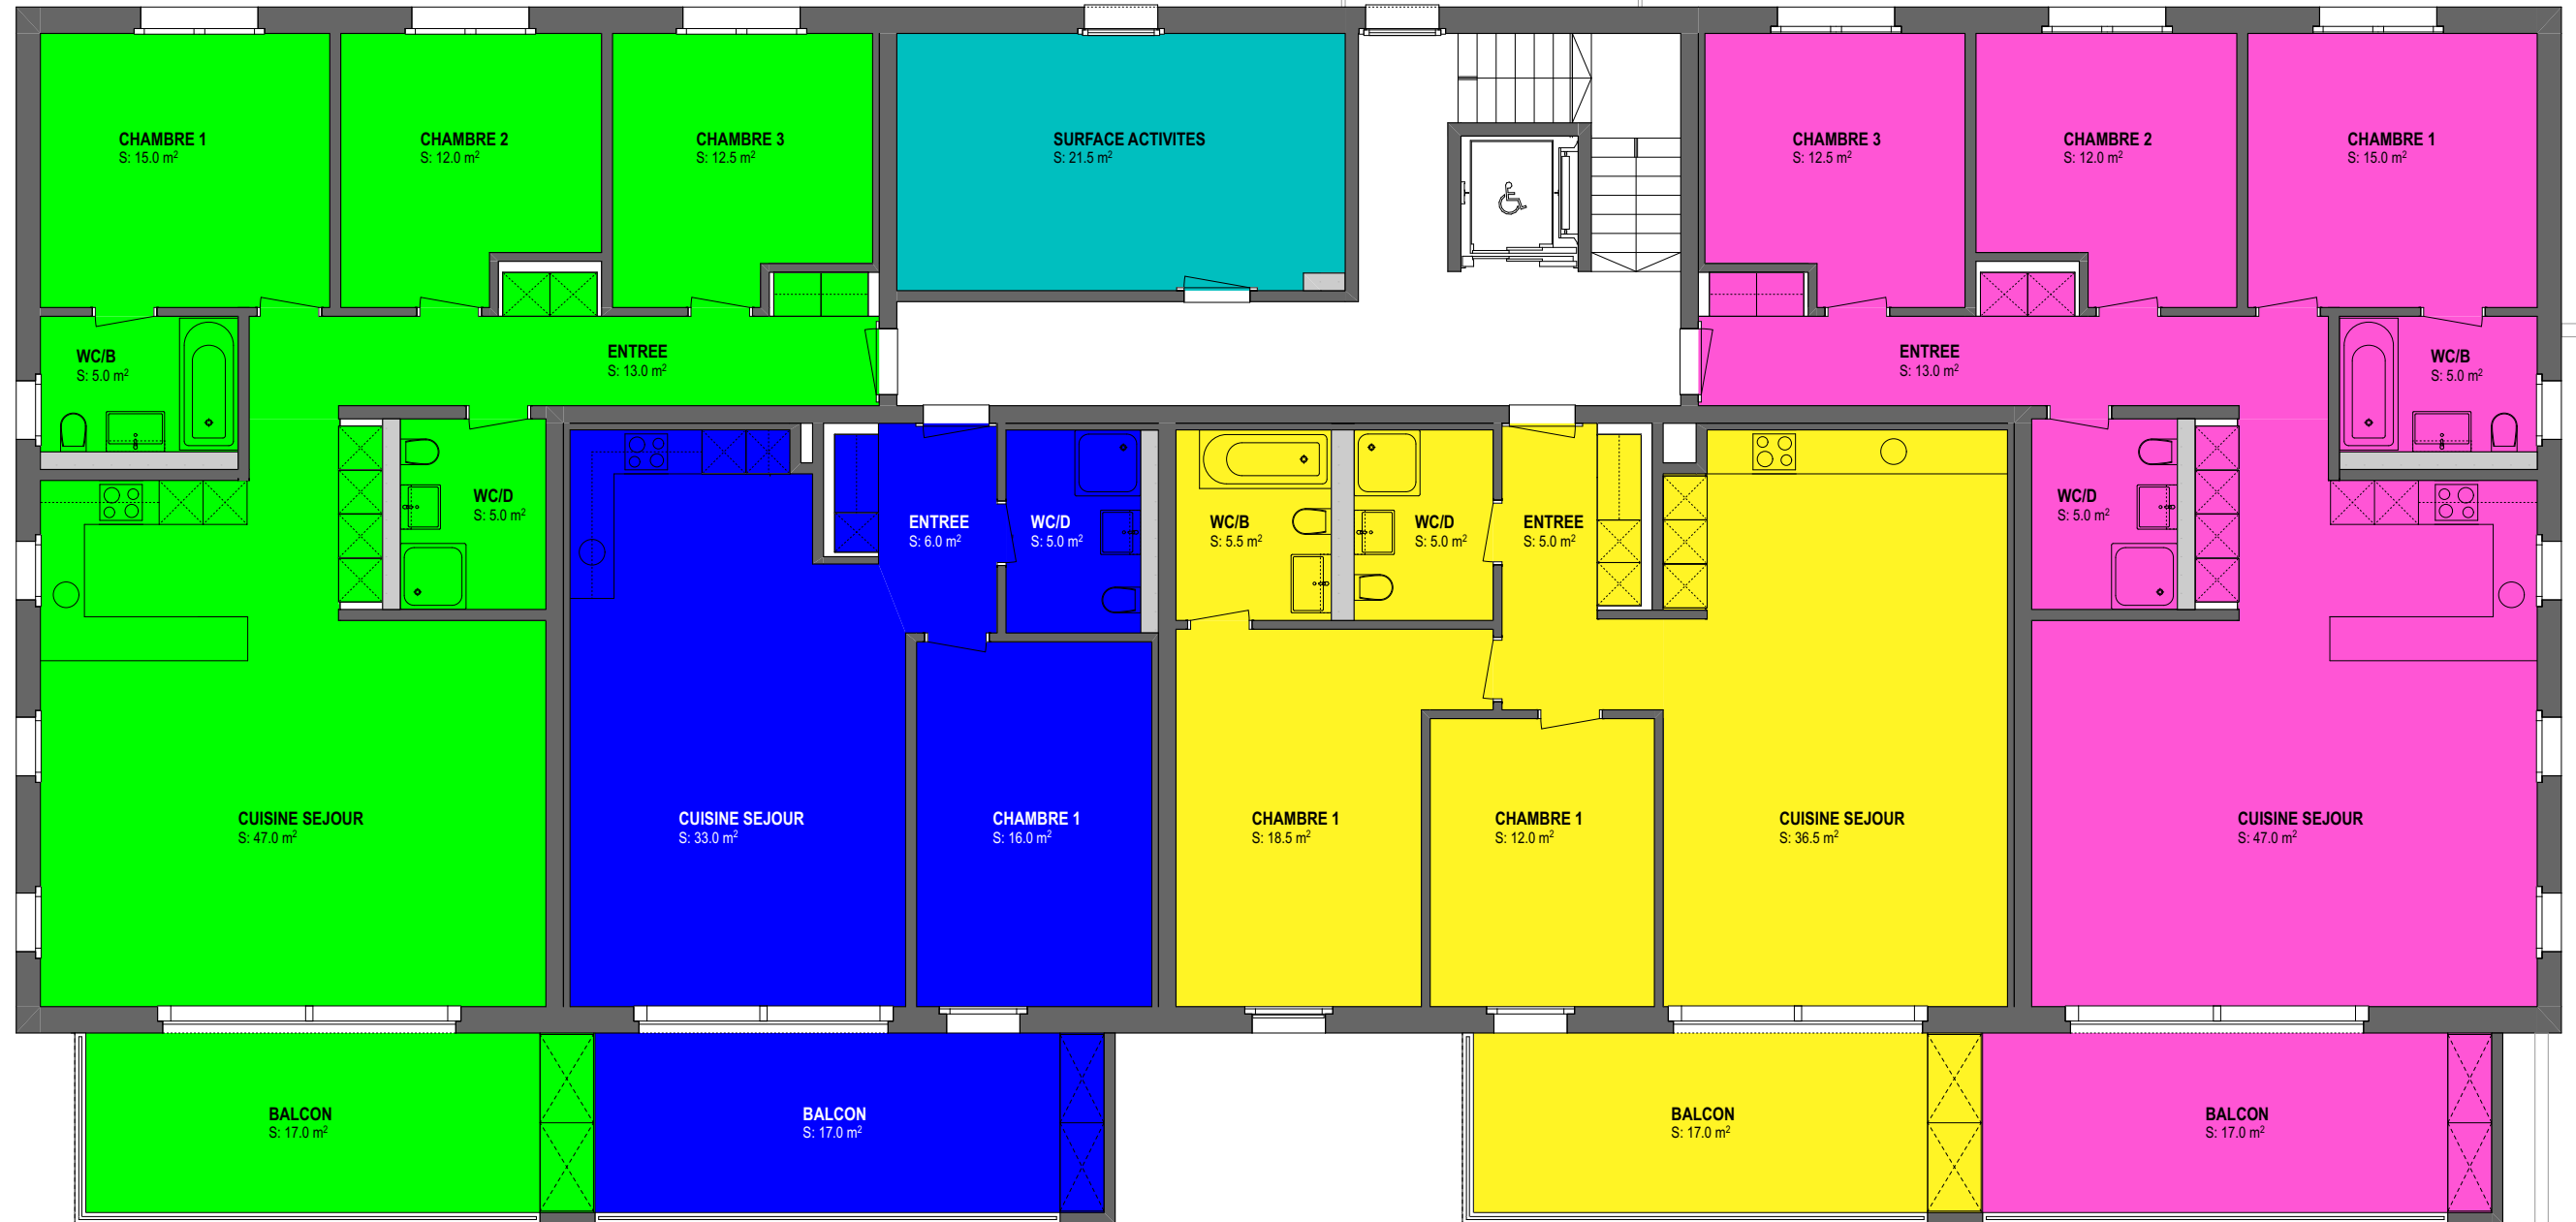 CHAMBRE 1
S: 15.0 m²
CHAMBRE 2
S: 12.0 m²
CHAMBRE 3
S: 12.5 m²
SURFACE ACTIVITES
S: 21.5 m²
CHAMBRE 3
S: 12.5 m²
CHAMBRE 2
S: 12.0 m²
CHAMBRE 1
S: 15.0 m²
WC/B
S: 5.0 m²
ENTREE
S: 13.0 m²
ENTREE
S: 13.0 m²
WC/B
S: 5.0 m²
WC/D
S: 5.0 m²
ENTREE
S: 6.0 m²
WC/D
S: 5.0 m²
WC/B
S: 5.5 m²
WC/D
S: 5.0 m²
ENTREE
S: 5.0 m²
WC/D
S: 5.0 m²
CUISINE SEJOUR
S: 47.0 m²
CUISINE SEJOUR
S: 33.0 m²
CHAMBRE 1
S: 16.0 m²
CHAMBRE 1
S: 18.5 m²
CHAMBRE 1
S: 12.0 m²
CUISINE SEJOUR
S: 36.5 m²
CUISINE SEJOUR
S: 47.0 m²
BALCON
S: 17.0 m²
BALCON
S: 17.0 m²
BALCON
S: 17.0 m²
BALCON
S: 17.0 m²